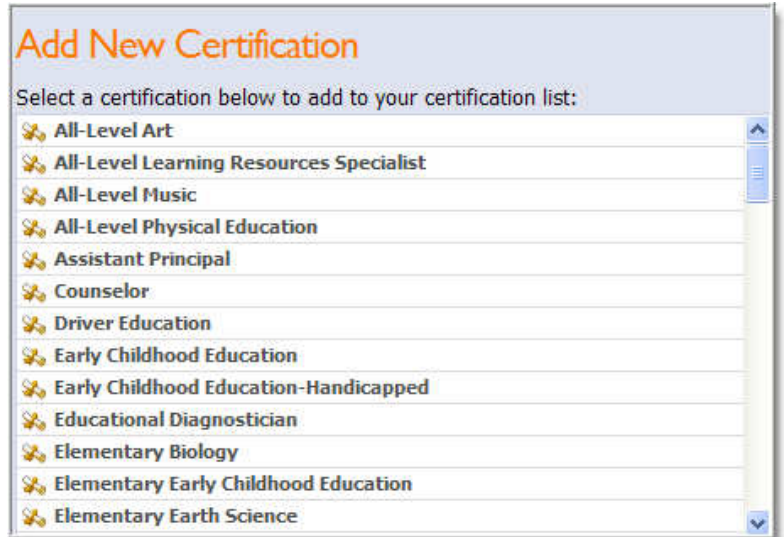 Add New Certification
Select a certification below to add to your certification list:
All-Level Art
All-Level Learning Resources Specialist
All-Level Music
All-Level Physical Education
Assistant Principal
Counselor
Driver Education
Early Childhood Education
Early Childhood Education-Handicapped
Educational Diagnostician
Elementary Biology
Elementary Early Childhood Education
Elementary Earth Science